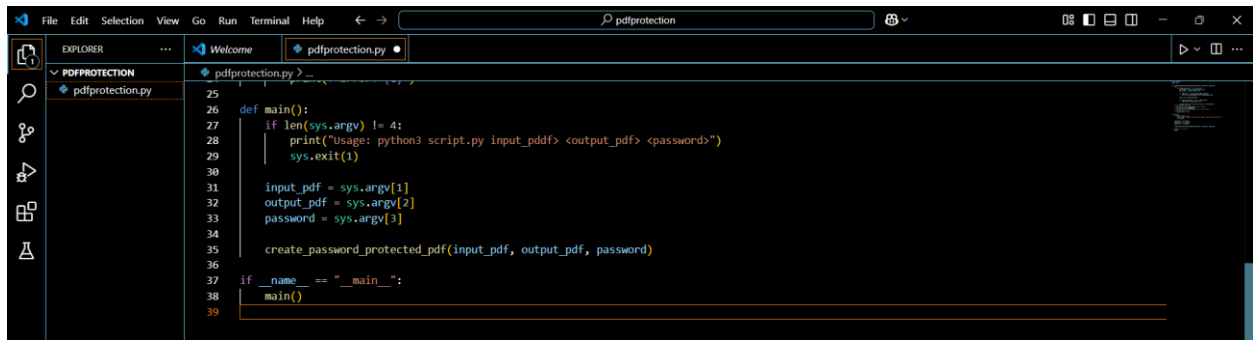 File Edit Selection View Go Run Terminal Help pdfprotection
EXPLORER
Welcome pdfprotection.py
PDFPROTECTION
pdfprotection.py
pdfprotection.py > ...
25
26 def main():
27 if len(sys.argv) != 4:
28 print("Usage: python3 script.py input_pddf> <output_pdf> <password>")
29 sys.exit(1)
30
31 input_pdf = sys.argv[1]
32 output_pdf = sys.argv[2]
33 password = sys.argv[3]
34
35 create_password_protected_pdf(input_pdf, output_pdf, password)
36
37 if __name__ == "__main__":
38 main()
39
1